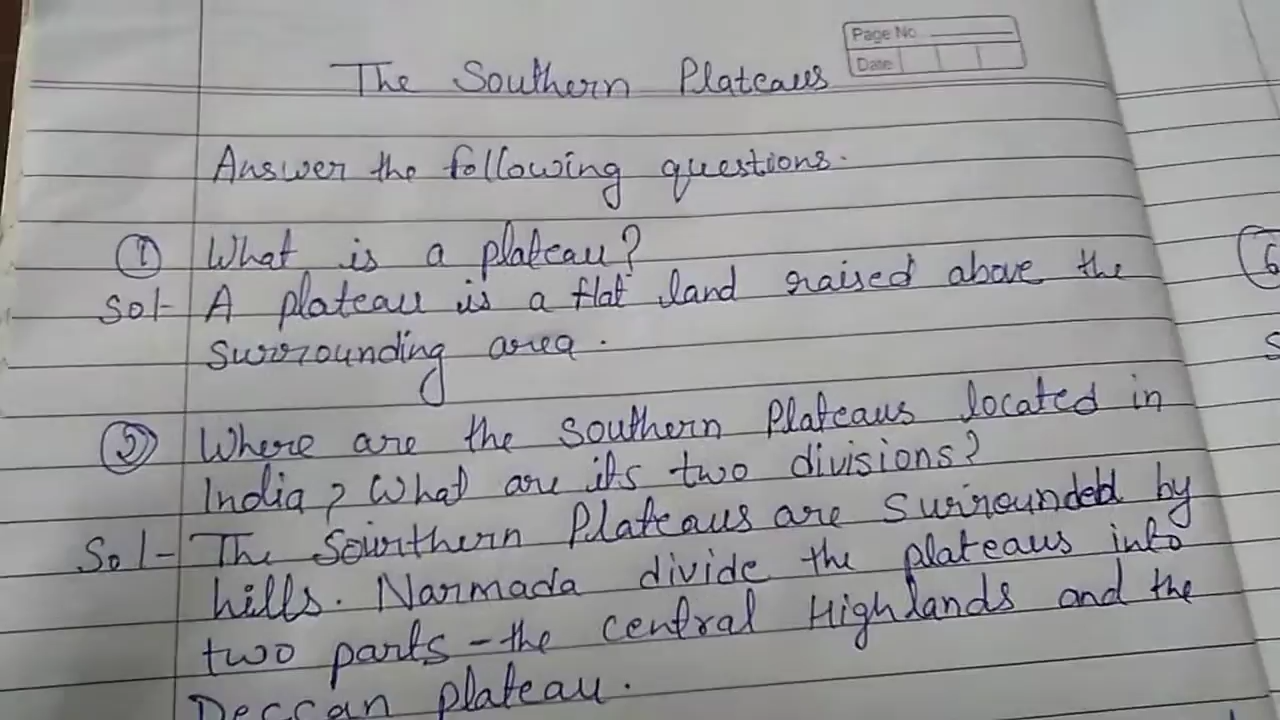 Page No.
Date
The Southern Plateaus
Answer the following questions.
① What is a plateau?
Sol- A plateau is a flat land raised above the
surrounding area.
② Where are the Southern Plateaus located in
India? What are its two divisions?
Sol- The Sourthern Plateaus are surrounded by
hills. Narmada divide the plateaus into
two parts - the central Highlands and the
Deccan plateau.
6
S